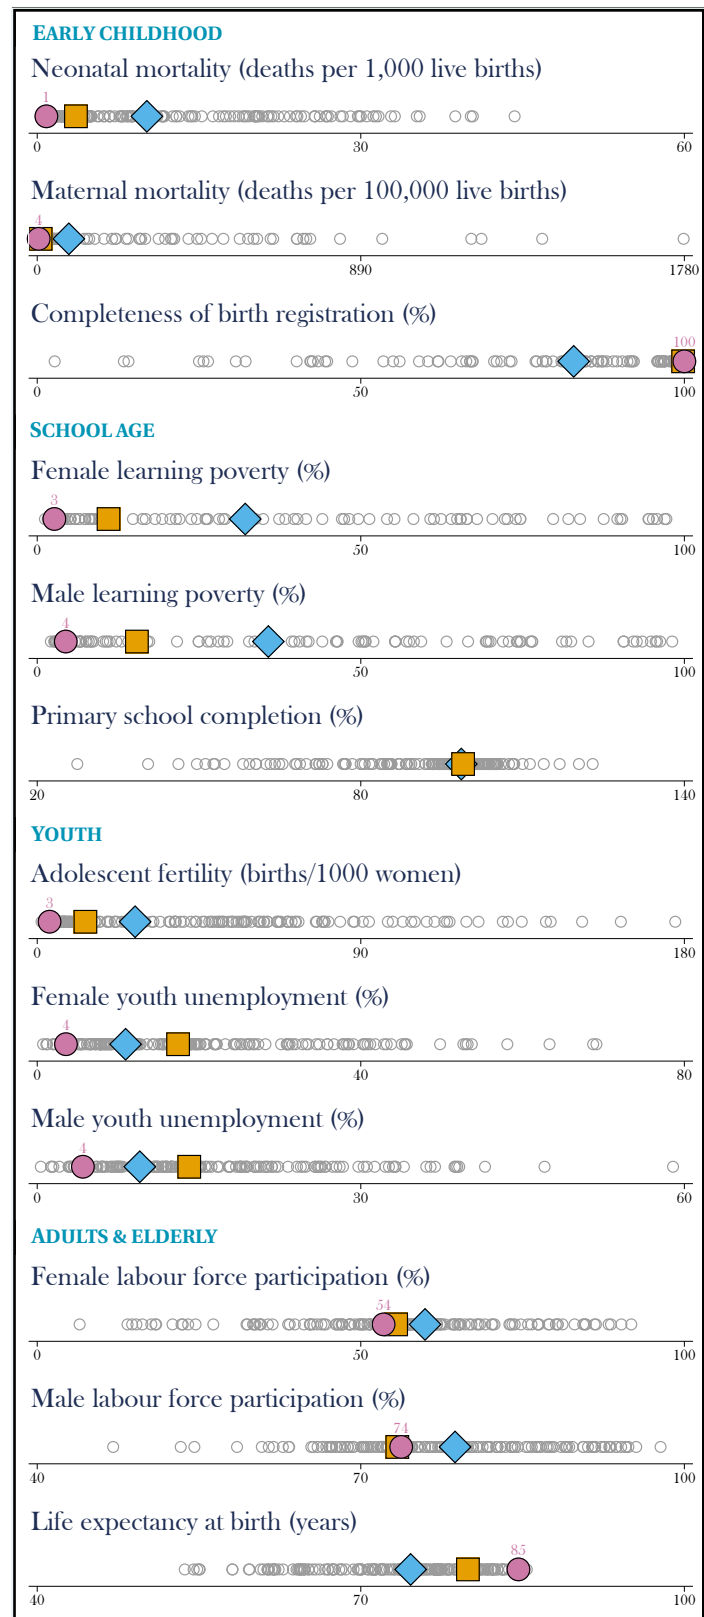 EARLY CHILDHOOD
Neonatal mortality (deaths per 1,000 live births)
1
0 30 60
Maternal mortality (deaths per 100,000 live births)
4
0 890 1780
Completeness of birth registration (%)
100
0 50 100
SCHOOL AGE
Female learning poverty (%)
3
0 50 100
Male learning poverty (%)
4
0 50 100
Primary school completion (%)
20 80 140
YOUTH
Adolescent fertility (births/1000 women)
3
0 90 180
Female youth unemployment (%)
4
0 40 80
Male youth unemployment (%)
4
0 30 60
ADULTS & ELDERLY
Female labour force participation (%)
54
0 50 100
Male labour force participation (%)
74
40 70 100
Life expectancy at birth (years)
85
40 70 100